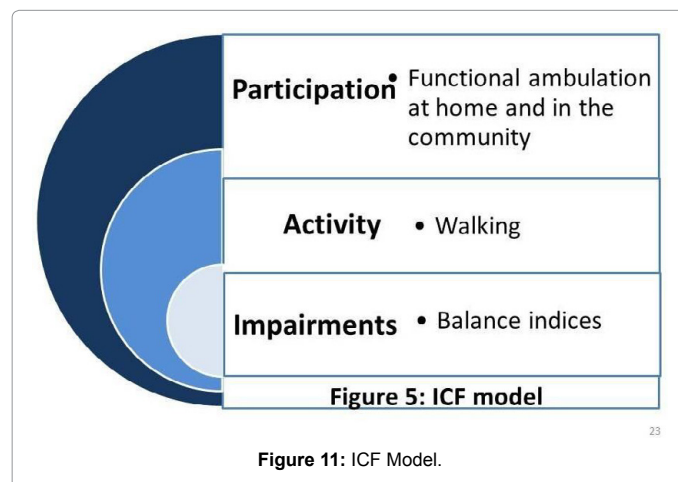 Participation
• Functional ambulation
at home and in the
community
Activity
• Walking
Impairments
• Balance indices
Figure 5: ICF model
23
Figure 11: ICF Model.